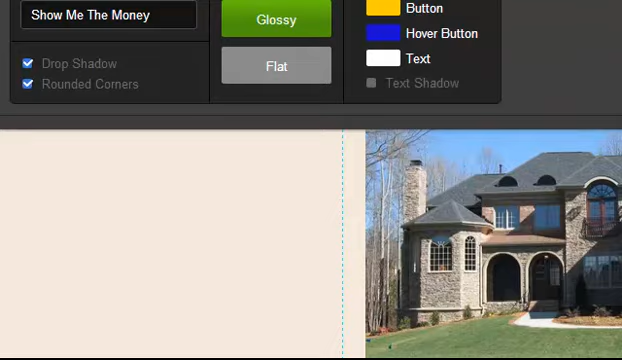 Show Me The Money
Drop Shadow
Rounded Corners
Glossy
Flat
Button
Hover Button
Text
Text Shadow